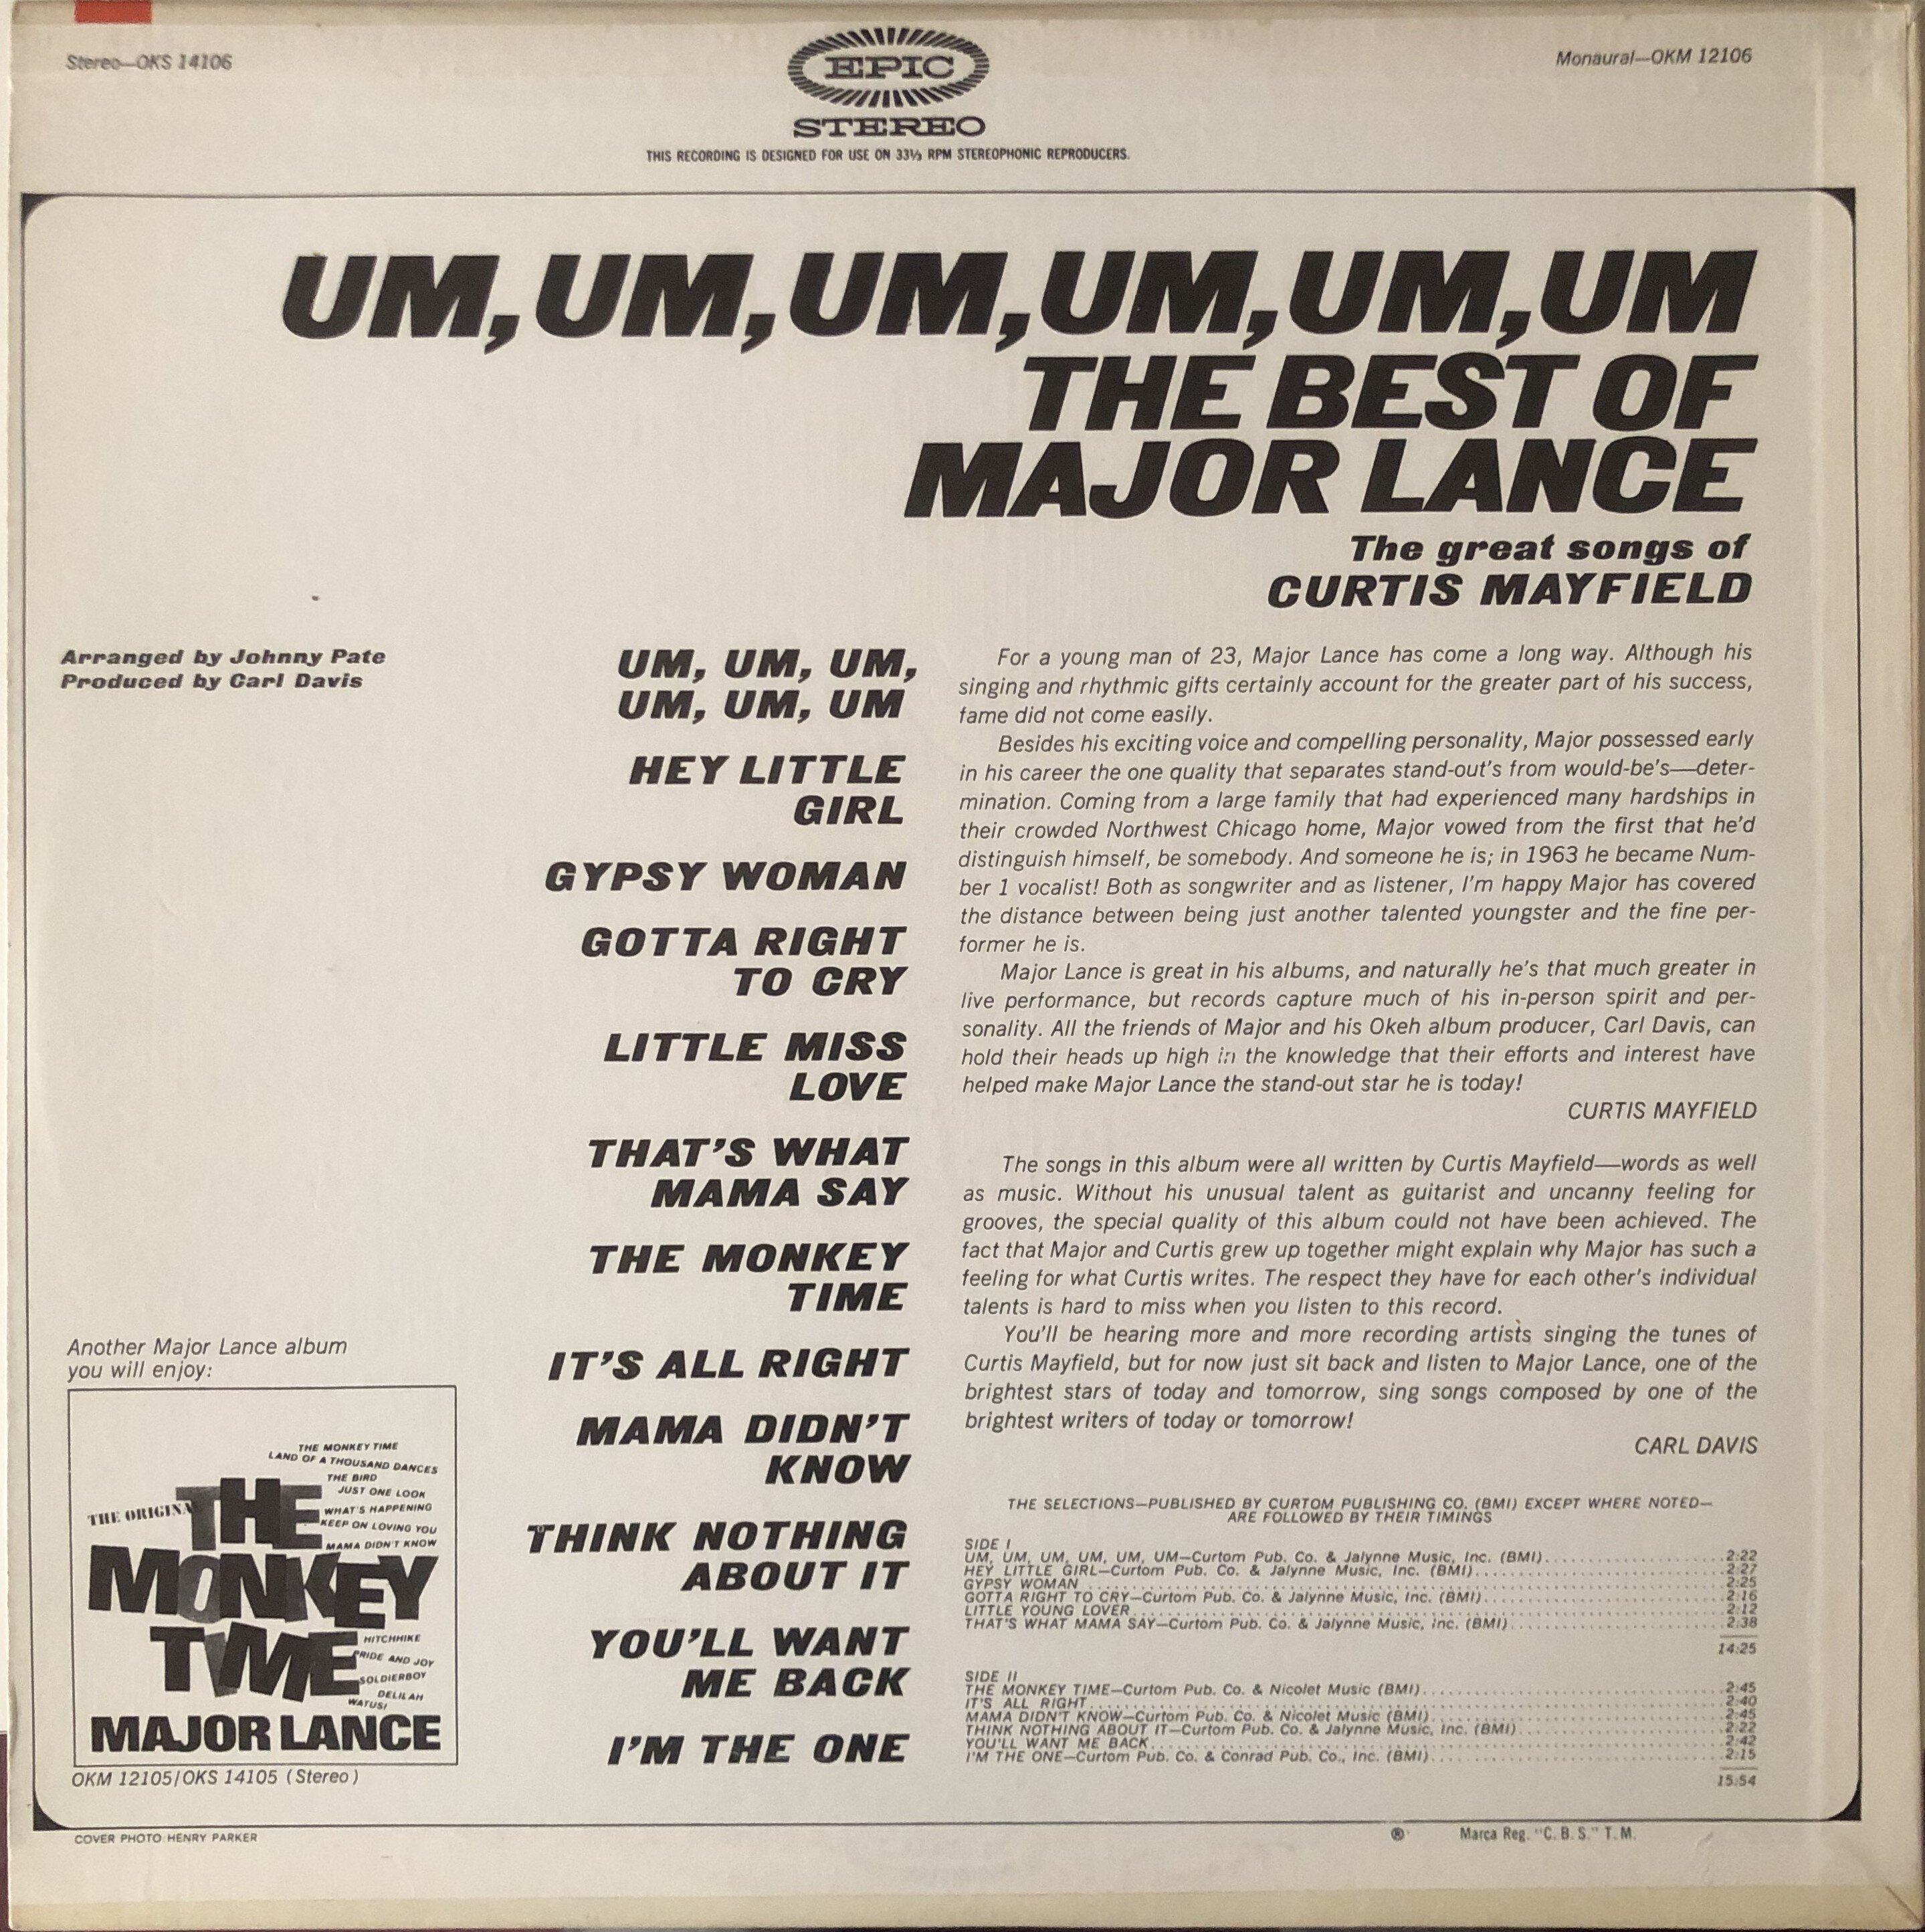 Stereo—OKS 14106
EPIC
STEREO
Monaural—OKM 12106
THIS RECORDING IS DESIGNED FOR USE ON 33⅓ RPM STEREOPHONIC REPRODUCERS.
UM, UM, UM, UM, UM, UM
THE BEST OF
MAJOR LANCE
The great songs of
CURTIS MAYFIELD
Arranged by Johnny Pate
Produced by Carl Davis
UM, UM, UM,
UM, UM, UM
HEY LITTLE
GIRL
GYPSY WOMAN
GOTTA RIGHT
TO CRY
LITTLE MISS
LOVE
THAT'S WHAT
MAMA SAY
THE MONKEY
TIME
IT'S ALL RIGHT
MAMA DIDN'T
KNOW
THINK NOTHING
ABOUT IT
YOU'LL WANT
ME BACK
I'M THE ONE
For a young man of 23, Major Lance has come a long way. Although his
singing and rhythmic gifts certainly account for the greater part of his success,
fame did not come easily.
Besides his exciting voice and compelling personality, Major possessed early
in his career the one quality that separates stand-out's from would-be's—deter-
mination. Coming from a large family that had experienced many hardships in
their crowded Northwest Chicago home, Major vowed from the first that he'd
distinguish himself, be somebody. And someone he is; in 1963 he became Num-
ber 1 vocalist! Both as songwriter and as listener, I'm happy Major has covered
the distance between being just another talented youngster and the fine per-
former he is.
Major Lance is great in his albums, and naturally he's that much greater in
live performance, but records capture much of his in-person spirit and per-
sonality. All the friends of Major and his Okeh album producer, Carl Davis, can
hold their heads up high in the knowledge that their efforts and interest have
helped make Major Lance the stand-out star he is today!
CURTIS MAYFIELD
The songs in this album were all written by Curtis Mayfield—words as well
as music. Without his unusual talent as guitarist and uncanny feeling for
grooves, the special quality of this album could not have been achieved. The
fact that Major and Curtis grew up together might explain why Major has such a
feeling for what Curtis writes. The respect they have for each other's individual
talents is hard to miss when you listen to this record.
You'll be hearing more and more recording artists singing the tunes of
Curtis Mayfield, but for now just sit back and listen to Major Lance, one of the
brightest stars of today and tomorrow, sing songs composed by one of the
brightest writers of today or tomorrow!
CARL DAVIS
THE SELECTIONS—PUBLISHED BY CURTOM PUBLISHING CO. (BMI) EXCEPT WHERE NOTED—
ARE FOLLOWED BY THEIR TIMINGS
SIDE I
UM, UM, UM, UM, UM, UM—Curtom Pub. Co. & Jalynne Music, Inc. (BMI) 2:22
HEY LITTLE GIRL—Curtom Pub. Co. & Jalynne Music, Inc. (BMI) 2:27
GYPSY WOMAN 2:25
GOTTA RIGHT TO CRY—Curtom Pub. Co. & Jalynne Music, Inc. (BMI) 2:16
LITTLE YOUNG LOVER 2:12
THAT'S WHAT MAMA SAY—Curtom Pub. Co. & Jalynne Music, Inc. (BMI) 2:38
14:25
SIDE II
THE MONKEY TIME—Curtom Pub. Co. & Nicolet Music (BMI) 2:45
IT'S ALL RIGHT 2:40
MAMA DIDN'T KNOW—Curtom Pub. Co. & Nicolet Music (BMI) 2:45
THINK NOTHING ABOUT IT—Curtom Pub. Co. & Jalynne Music, Inc. (BMI) 2:22
YOU'LL WANT ME BACK 2:42
I'M THE ONE—Curtom Pub. Co. & Conrad Pub. Co., Inc. (BMI) 2:15
15:54
Another Major Lance album
you will enjoy:
THE MONKEY TIME
LAND OF A THOUSAND DANCES
THE BIRD
JUST ONE LOOK
WHAT'S HAPPENING
KEEP ON LOVING YOU
MAMA DIDN'T KNOW
THE ORIGINAL
THE
MONKEY
TIME
HITCHHIKE
PRIDE AND JOY
SOLDIERBOY
DELILAH
WATUSI
MAJOR LANCE
OKM 12105/OKS 14105 (Stereo)
COVER PHOTO: HENRY PARKER
® Marca Reg. "C. B. S." T. M.